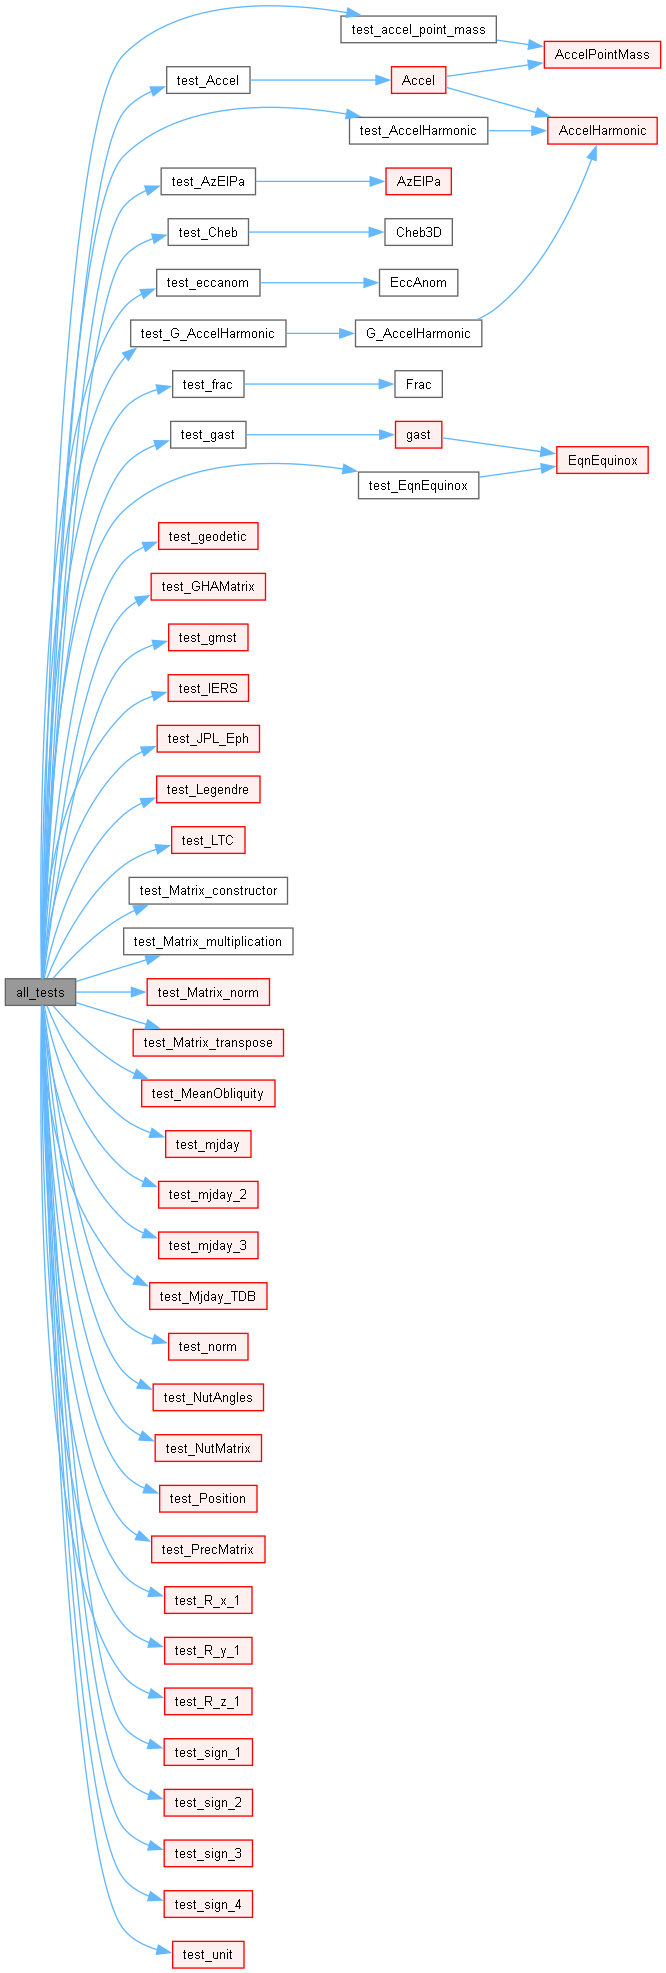 test_accel_point_mass
AccelPointMass
test_Accel
Accel
test_AccelHarmonic
AccelHarmonic
test_AzElPa
AzElPa
test_Cheb
Cheb3D
test_eccanom
EccAnom
test_G_AccelHarmonic
G_AccelHarmonic
test_frac
Frac
test_gast
gast
EqnEquinox
test_EqnEquinox
test_geodetic
test_GHAMatrix
test_gmst
test_IERS
test_JPL_Eph
test_Legendre
test_LTC
test_Matrix_constructor
test_Matrix_multiplication
all_tests
test_Matrix_norm
test_Matrix_transpose
test_MeanObliquity
test_mjday
test_mjday_2
test_mjday_3
test_Mjday_TDB
test_norm
test_NutAngles
test_NutMatrix
test_Position
test_PrecMatrix
test_R_x_1
test_R_y_1
test_R_z_1
test_sign_1
test_sign_2
test_sign_3
test_sign_4
test_unit